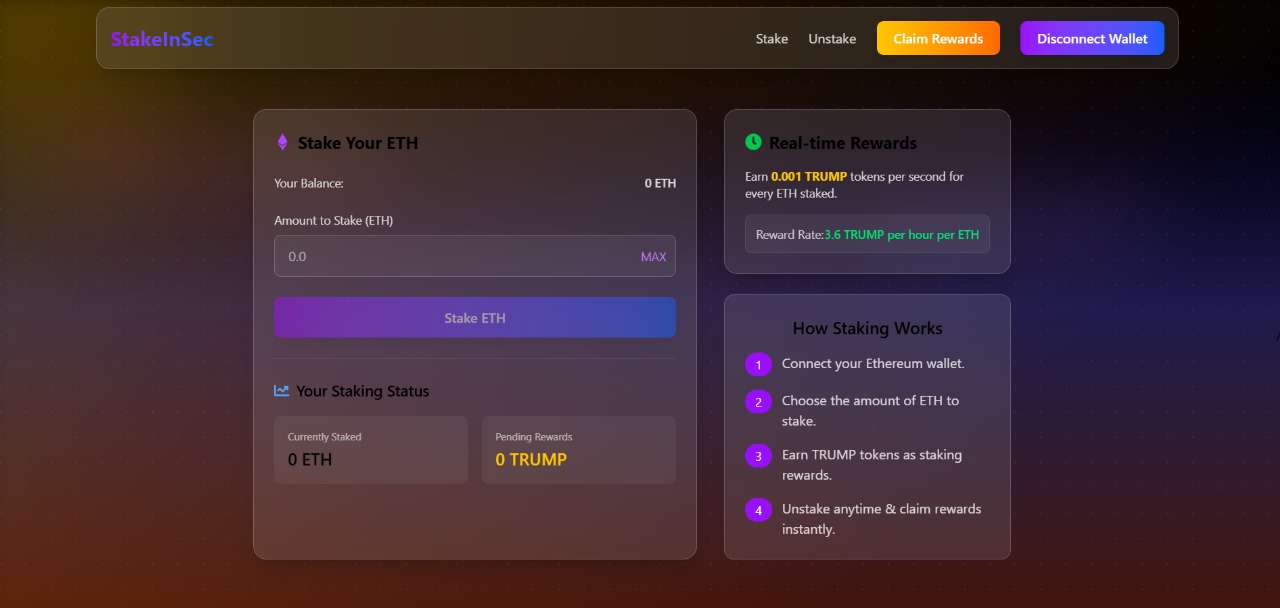 StakeInSec
Stake
Unstake
Claim Rewards
Disconnect Wallet
Stake Your ETH
Your Balance:
0 ETH
Amount to Stake (ETH)
0.0
MAX
Stake ETH
Your Staking Status
Currently Staked
0 ETH
Pending Rewards
0 TRUMP
Real-time Rewards
Earn 0.001 TRUMP tokens per second for
every ETH staked.
Reward Rate:3.6 TRUMP per hour per ETH
How Staking Works
1 Connect your Ethereum wallet.
2 Choose the amount of ETH to
stake.
3 Earn TRUMP tokens as staking
rewards.
4 Unstake anytime & claim rewards
instantly.